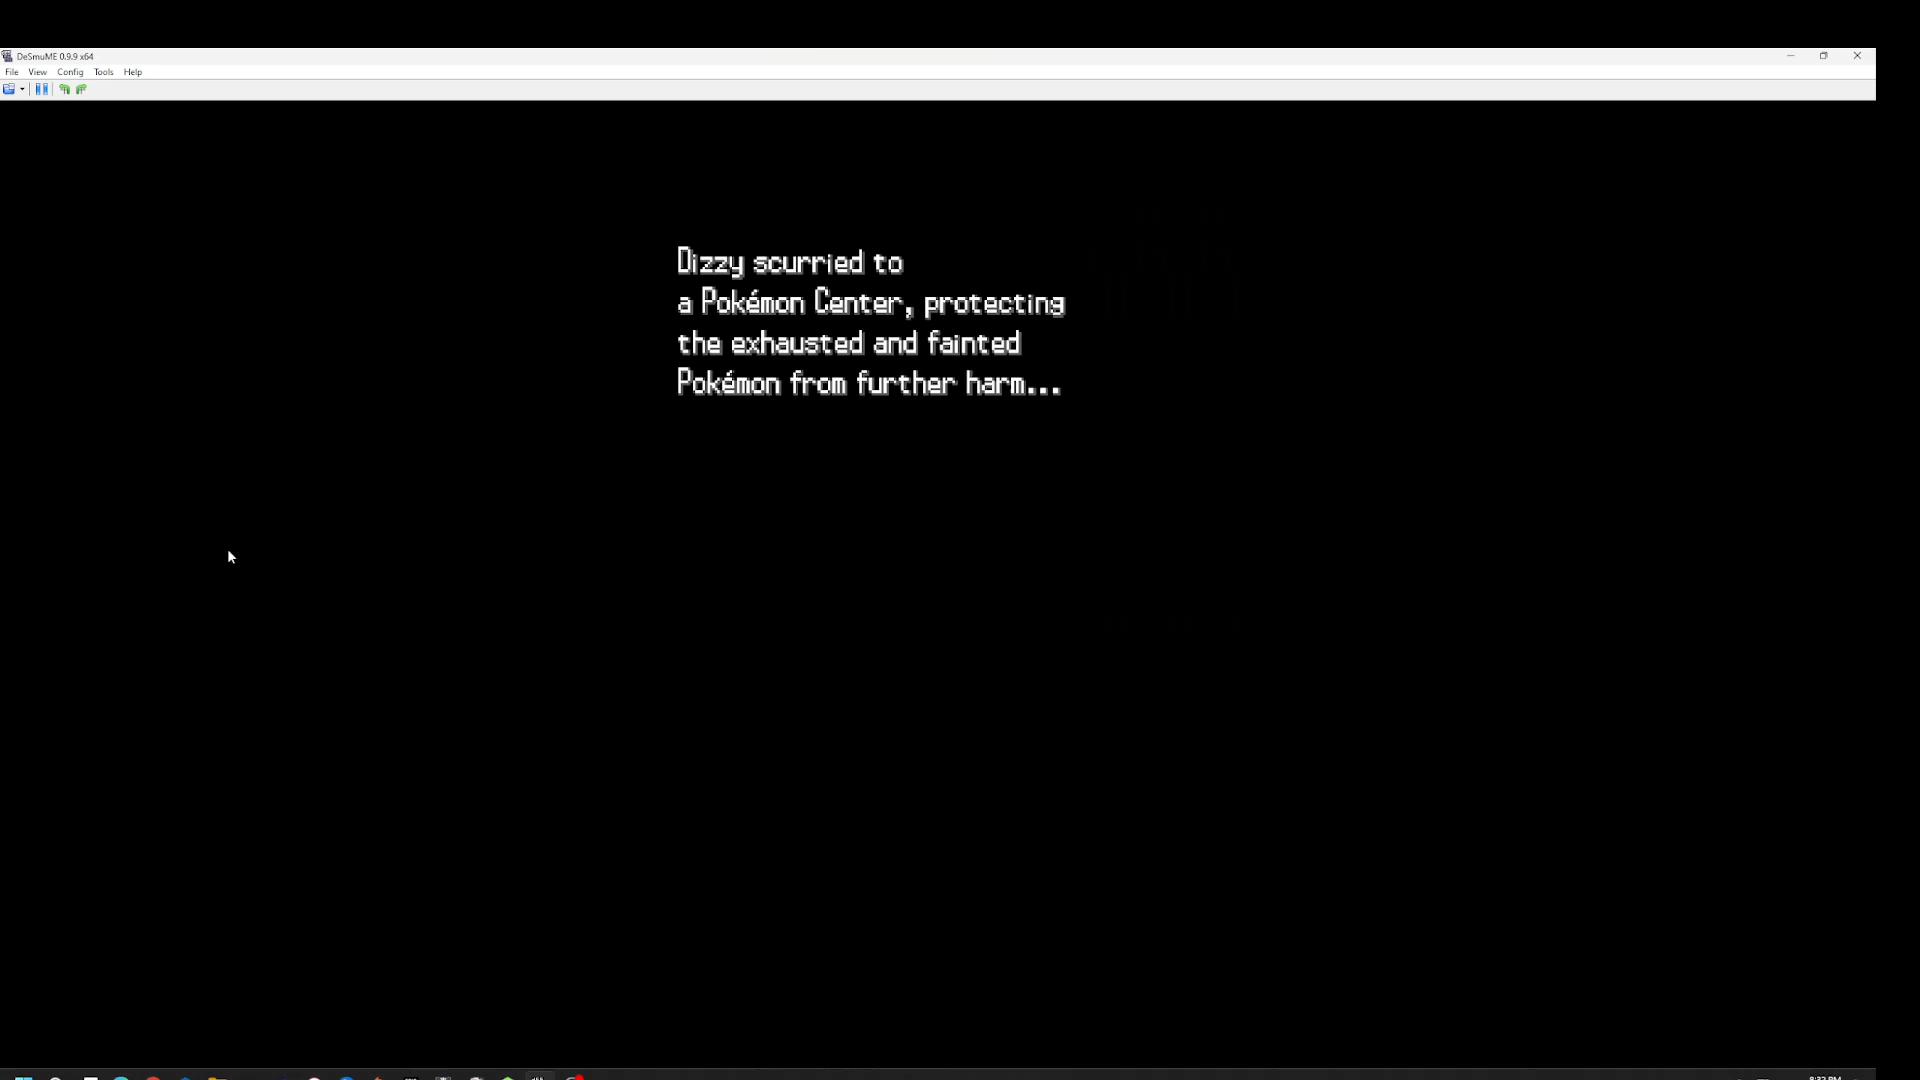 DeSmuME 0.9.9 x64
File View Config Tools Help
Dizzy scurried to
a Pokémon Center, protecting
the exhausted and fainted
Pokémon from further harm...